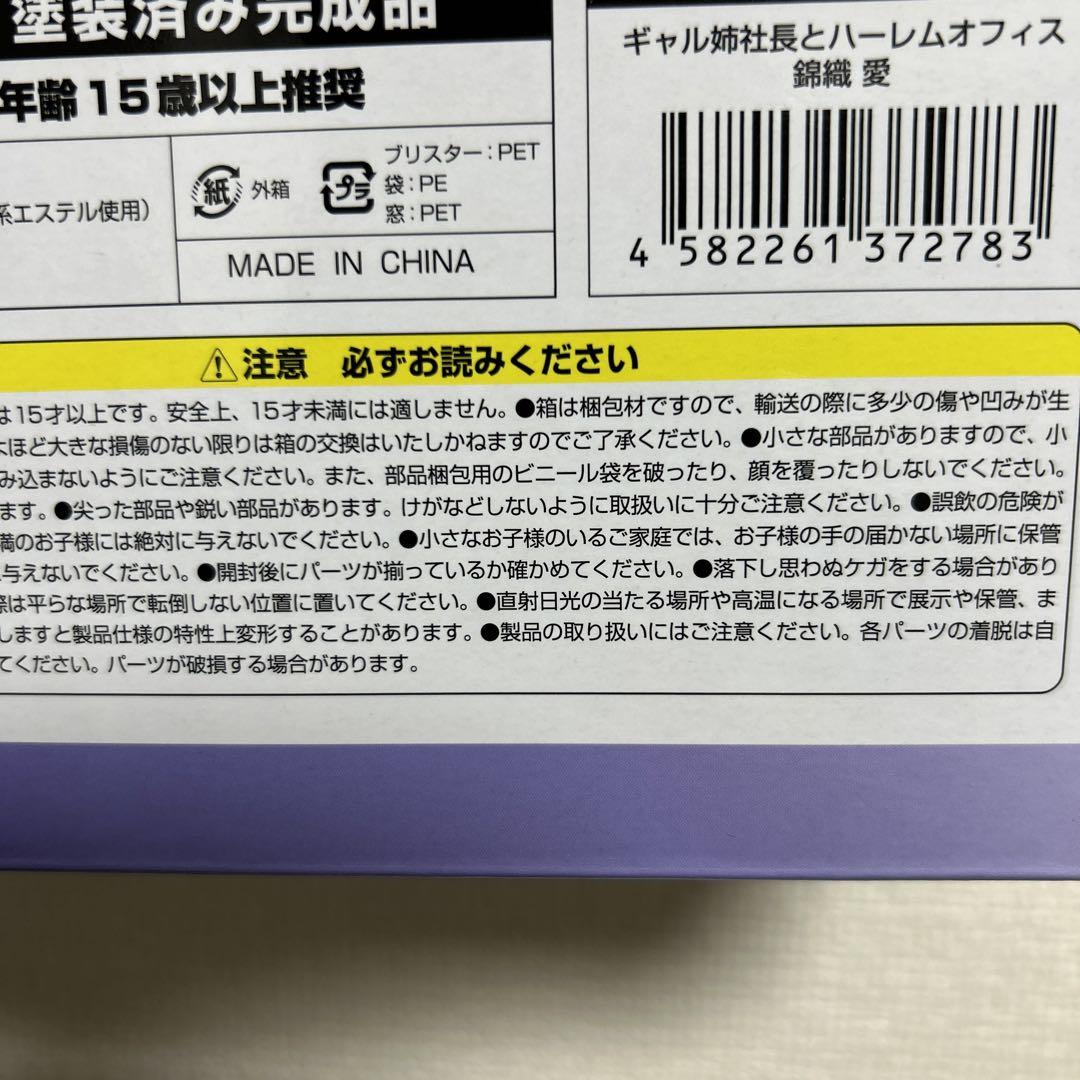 塗装済み完成品
年齢15歳以上推奨
ギャル姉社長とハーレムオフィス
錦織 愛
系エステル使用)
紙 外箱
プラ
ブリスター:PET
袋:PE
窓:PET
MADE IN CHINA
4 582261 372783
注意 必ずお読みください
は15才以上です。安全上、15才未満には適しません。●箱は梱包材ですので、輸送の際に多少の傷や凹みが生
よほど大きな損傷のない限りは箱の交換はいたしかねますのでご了承ください。●小さな部品がありますので、小
み込まないようにご注意ください。また、部品梱包用のビニール袋を破ったり、顔を覆ったりしないでください。
ます。●尖った部品や鋭い部品があります。けがなどしないように取扱いに十分ご注意ください。●誤飲の危険が
満のお子様には絶対に与えないでください。●小さなお子様のいるご家庭では、お子様の手の届かない場所に保管
与えないでください。●開封後にパーツが揃っているか確かめてください。●落下し思わぬケガをする場合があり
際は平らな場所で転倒しない位置に置いてください。●直射日光の当たる場所や高温になる場所で展示や保管、ま
しますと製品仕様の特性上変形することがあります。●製品の取り扱いにはご注意ください。各パーツの着脱は自
てください。パーツが破損する場合があります。